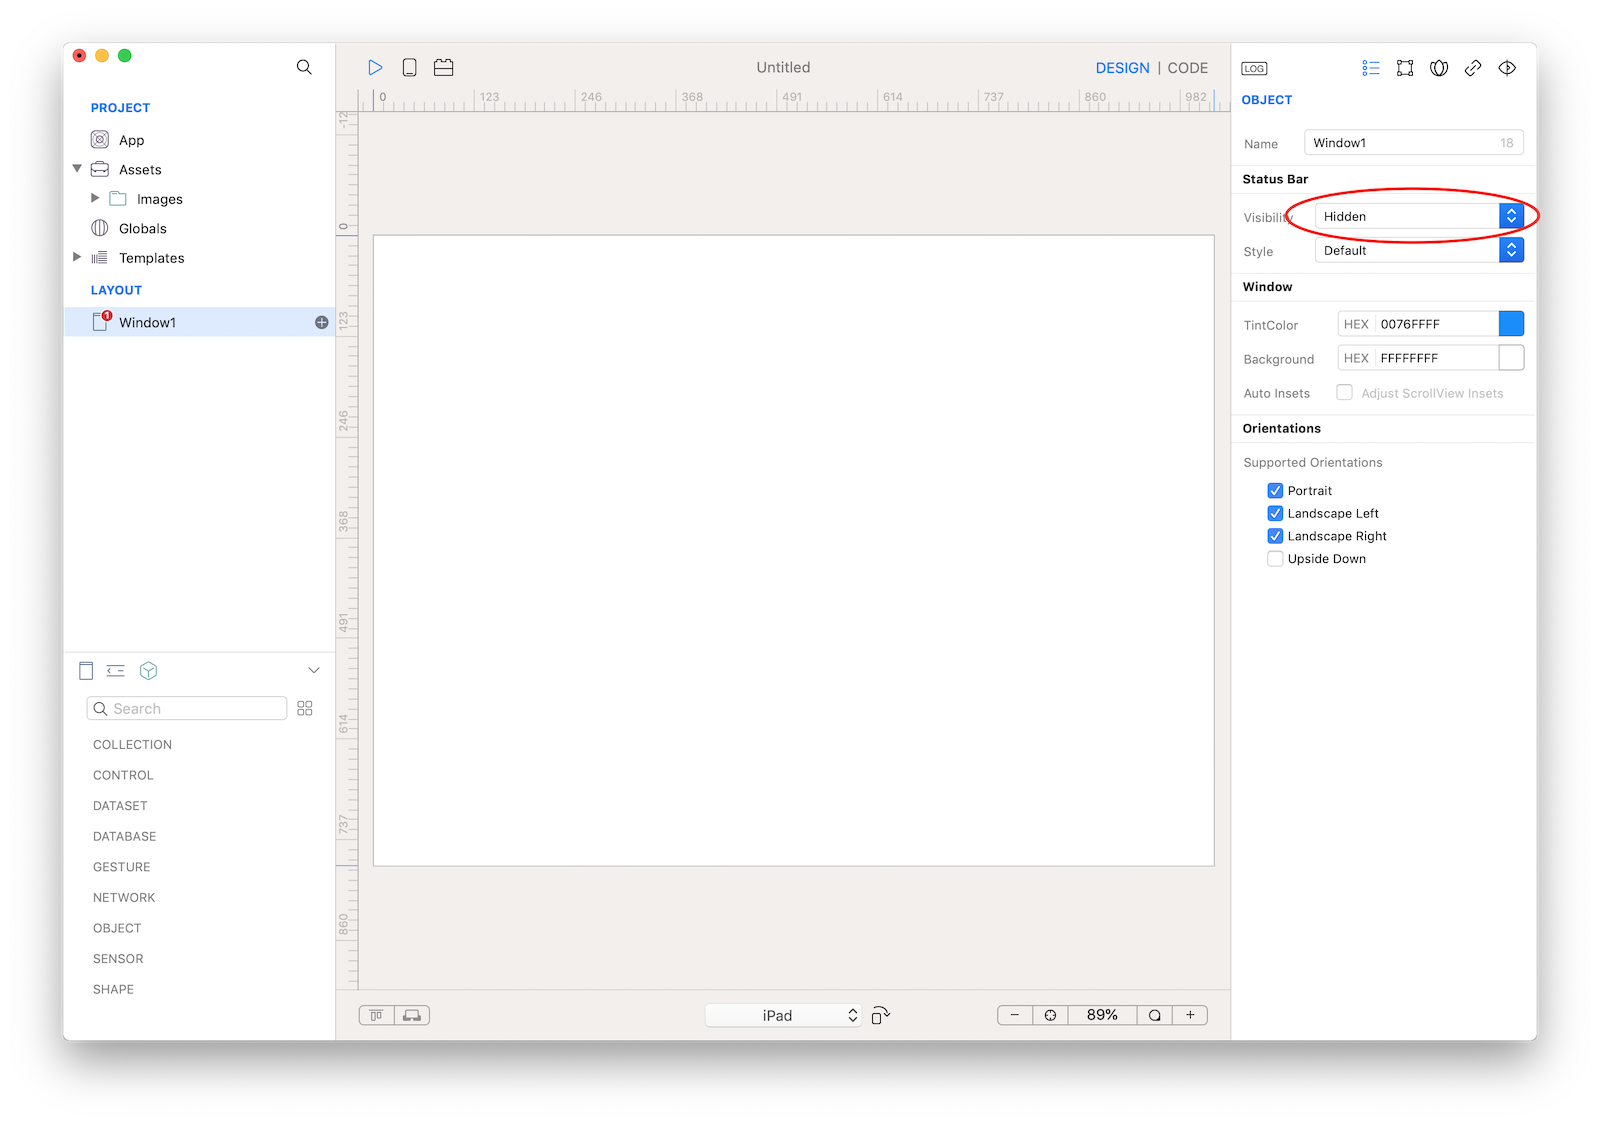 PROJECT
App
Assets
Images
Globals
Templates
LAYOUT
1
Window1
Search
COLLECTION
CONTROL
DATASET
DATABASE
GESTURE
NETWORK
OBJECT
SENSOR
SHAPE
Untitled
DESIGN | CODE
0 123 246 368 491 614 737 860 982
-12
0
123
246
368
491
614
737
860
iPad
− 89% +
LOG
OBJECT
Name Window1 18
Status Bar
Visibility Hidden
Style Default
Window
TintColor HEX 0076FFFF
Background HEX FFFFFFFF
Auto Insets Adjust ScrollView Insets
Orientations
Supported Orientations
Portrait
Landscape Left
Landscape Right
Upside Down